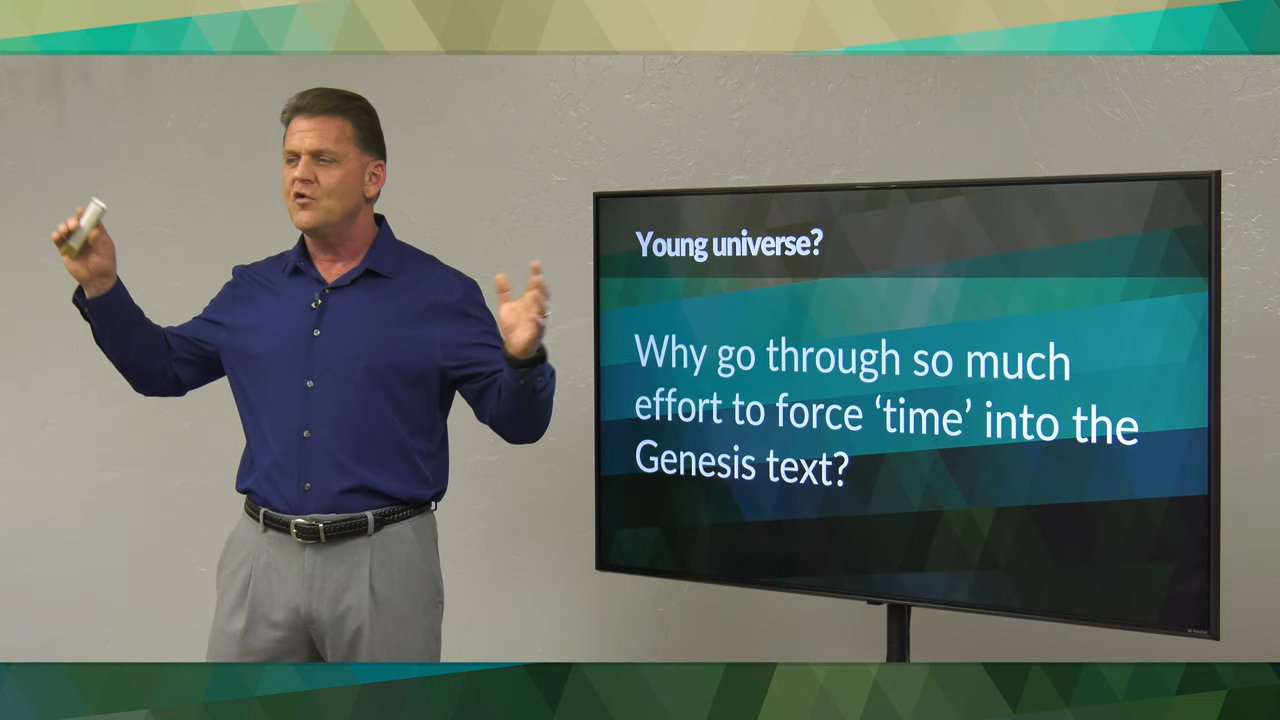 Young universe?
Why go through so much
effort to force ‘time’ into the
Genesis text?